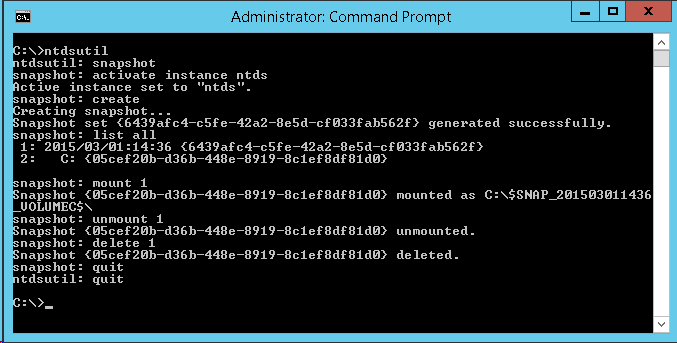 Administrator: Command Prompt
C:\>ntdsutil
ntdsutil: snapshot
snapshot: activate instance ntds
Active instance set to "ntds".
snapshot: create
Creating snapshot...
Snapshot set {6439afc4-c5fe-42a2-8e5d-cf033fab562f} generated successfully.
snapshot: list all
1: 2015/03/01:14:36 {6439afc4-c5fe-42a2-8e5d-cf033fab562f}
2:   C: {05cef20b-d36b-448e-8919-8c1ef8df81d0}
snapshot: mount 1
Snapshot {05cef20b-d36b-448e-8919-8c1ef8df81d0} mounted as C:\$SNAP_201503011436
_VOLUMEC$\
snapshot: unmount 1
Snapshot {05cef20b-d36b-448e-8919-8c1ef8df81d0} unmounted.
snapshot: delete 1
Snapshot {05cef20b-d36b-448e-8919-8c1ef8df81d0} deleted.
snapshot: quit
ntdsutil: quit
C:\>_